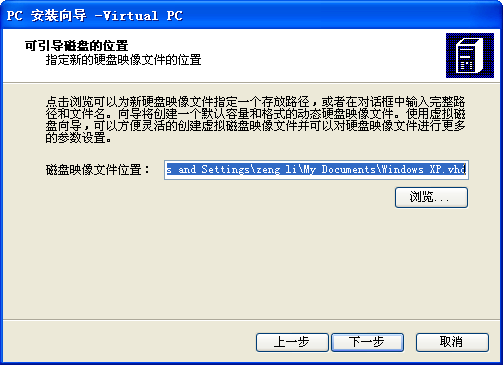 PC 安装向导 -Virtual PC
可引导磁盘的位置
指定新的硬盘映像文件的位置
点击浏览可以为新硬盘映像文件指定一个存放路径，或者在对话框中输入完整路
径和文件名。向导将创建一个默认容量和格式的动态硬盘映像文件。使用虚拟磁
盘向导，可以方便灵活的创建虚拟磁盘映像文件并可以对硬盘映像文件进行更多
的参数设置。
磁盘映像文件位置： s and Settings\zeng li\My Documents\Windows XP.vhd
浏览...
上一步 下一步 取消